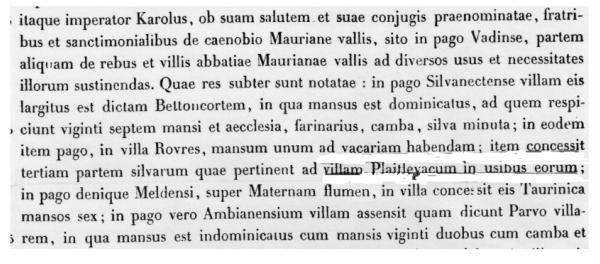 itaque imperator Karolus, ob suam salutem et suae conjugis praenominatae, fratri-
bus et sanctimonialibus de caenobio Mauriane vallis, sito in pago Vadinse, partem
aliquam de rebus et villis abbatiae Maurianae vallis ad diversos usus et necessitates
illorum sustinendas. Quae res subter sunt notatae : in pago Silvanectense villam eis
largitus est dictam Bettoncortem, in qua mansus est dominicatus, ad quem respi-
ciunt viginti septem mansi et aecclesia, farinarius, camba, silva minuta; in eodem
item pago, in villa Rovres, mansum unum ad vacariam habendam; item concessit
tertiam partem silvarum quae pertinent ad villam in usibus eorum;
in pago denique Meldensi, super Maternam flumen, in villa concessit eis Taurinica
mansos sex; in pago vero Ambianensium villam assensit quam dicunt Parvo villa-
rem, in qua mansus est indominicatus cum mansis viginti duobus cum camba et